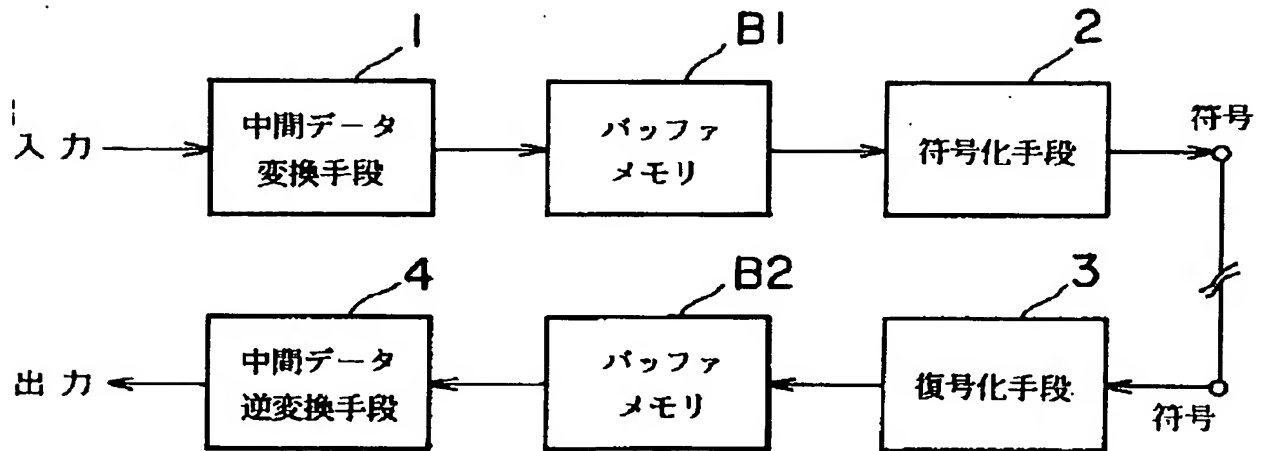 1
B1
2
入力
中間データ
変換手段
バッファ
メモリ
符号化手段
符号
4
B2
3
出力
中間データ
逆変換手段
バッファ
メモリ
復号化手段
符号